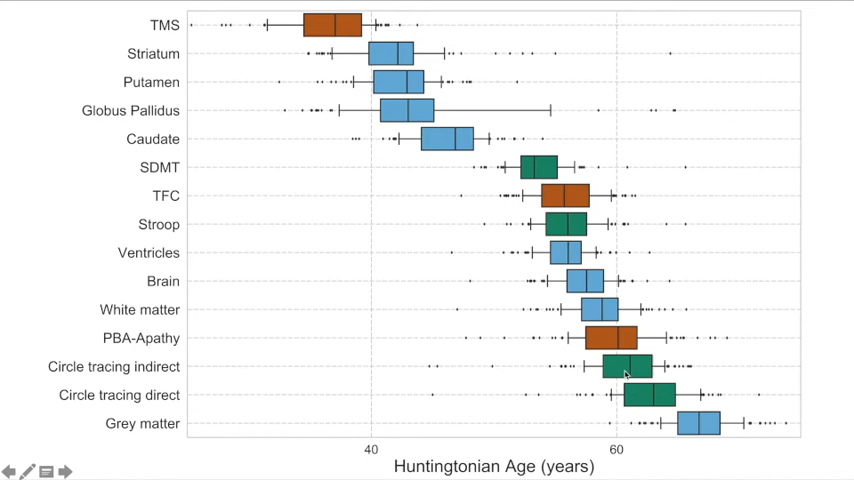 TMS
Striatum
Putamen
Globus Pallidus
Caudate
SDMT
TFC
Stroop
Ventricles
Brain
White matter
PBA-Apathy
Circle tracing indirect
Circle tracing direct
Grey matter
40 60
Huntingtonian Age (years)